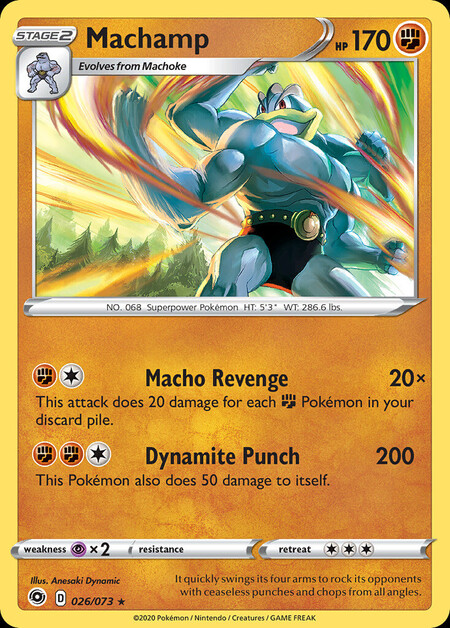 STAGE2
Machamp
HP 170
Evolves from Machoke
NO. 068 Superpower Pokémon HT: 5'3" WT: 286.6 lbs.
Macho Revenge 20×
This attack does 20 damage for each Pokémon in your
discard pile.
Dynamite Punch 200
This Pokémon also does 50 damage to itself.
weakness ×2 resistance retreat
Illus. Anesaki Dynamic
It quickly swings its four arms to rock its opponents
with ceaseless punches and chops from all angles.
D 026/073 ★
©2020 Pokémon / Nintendo / Creatures / GAME FREAK